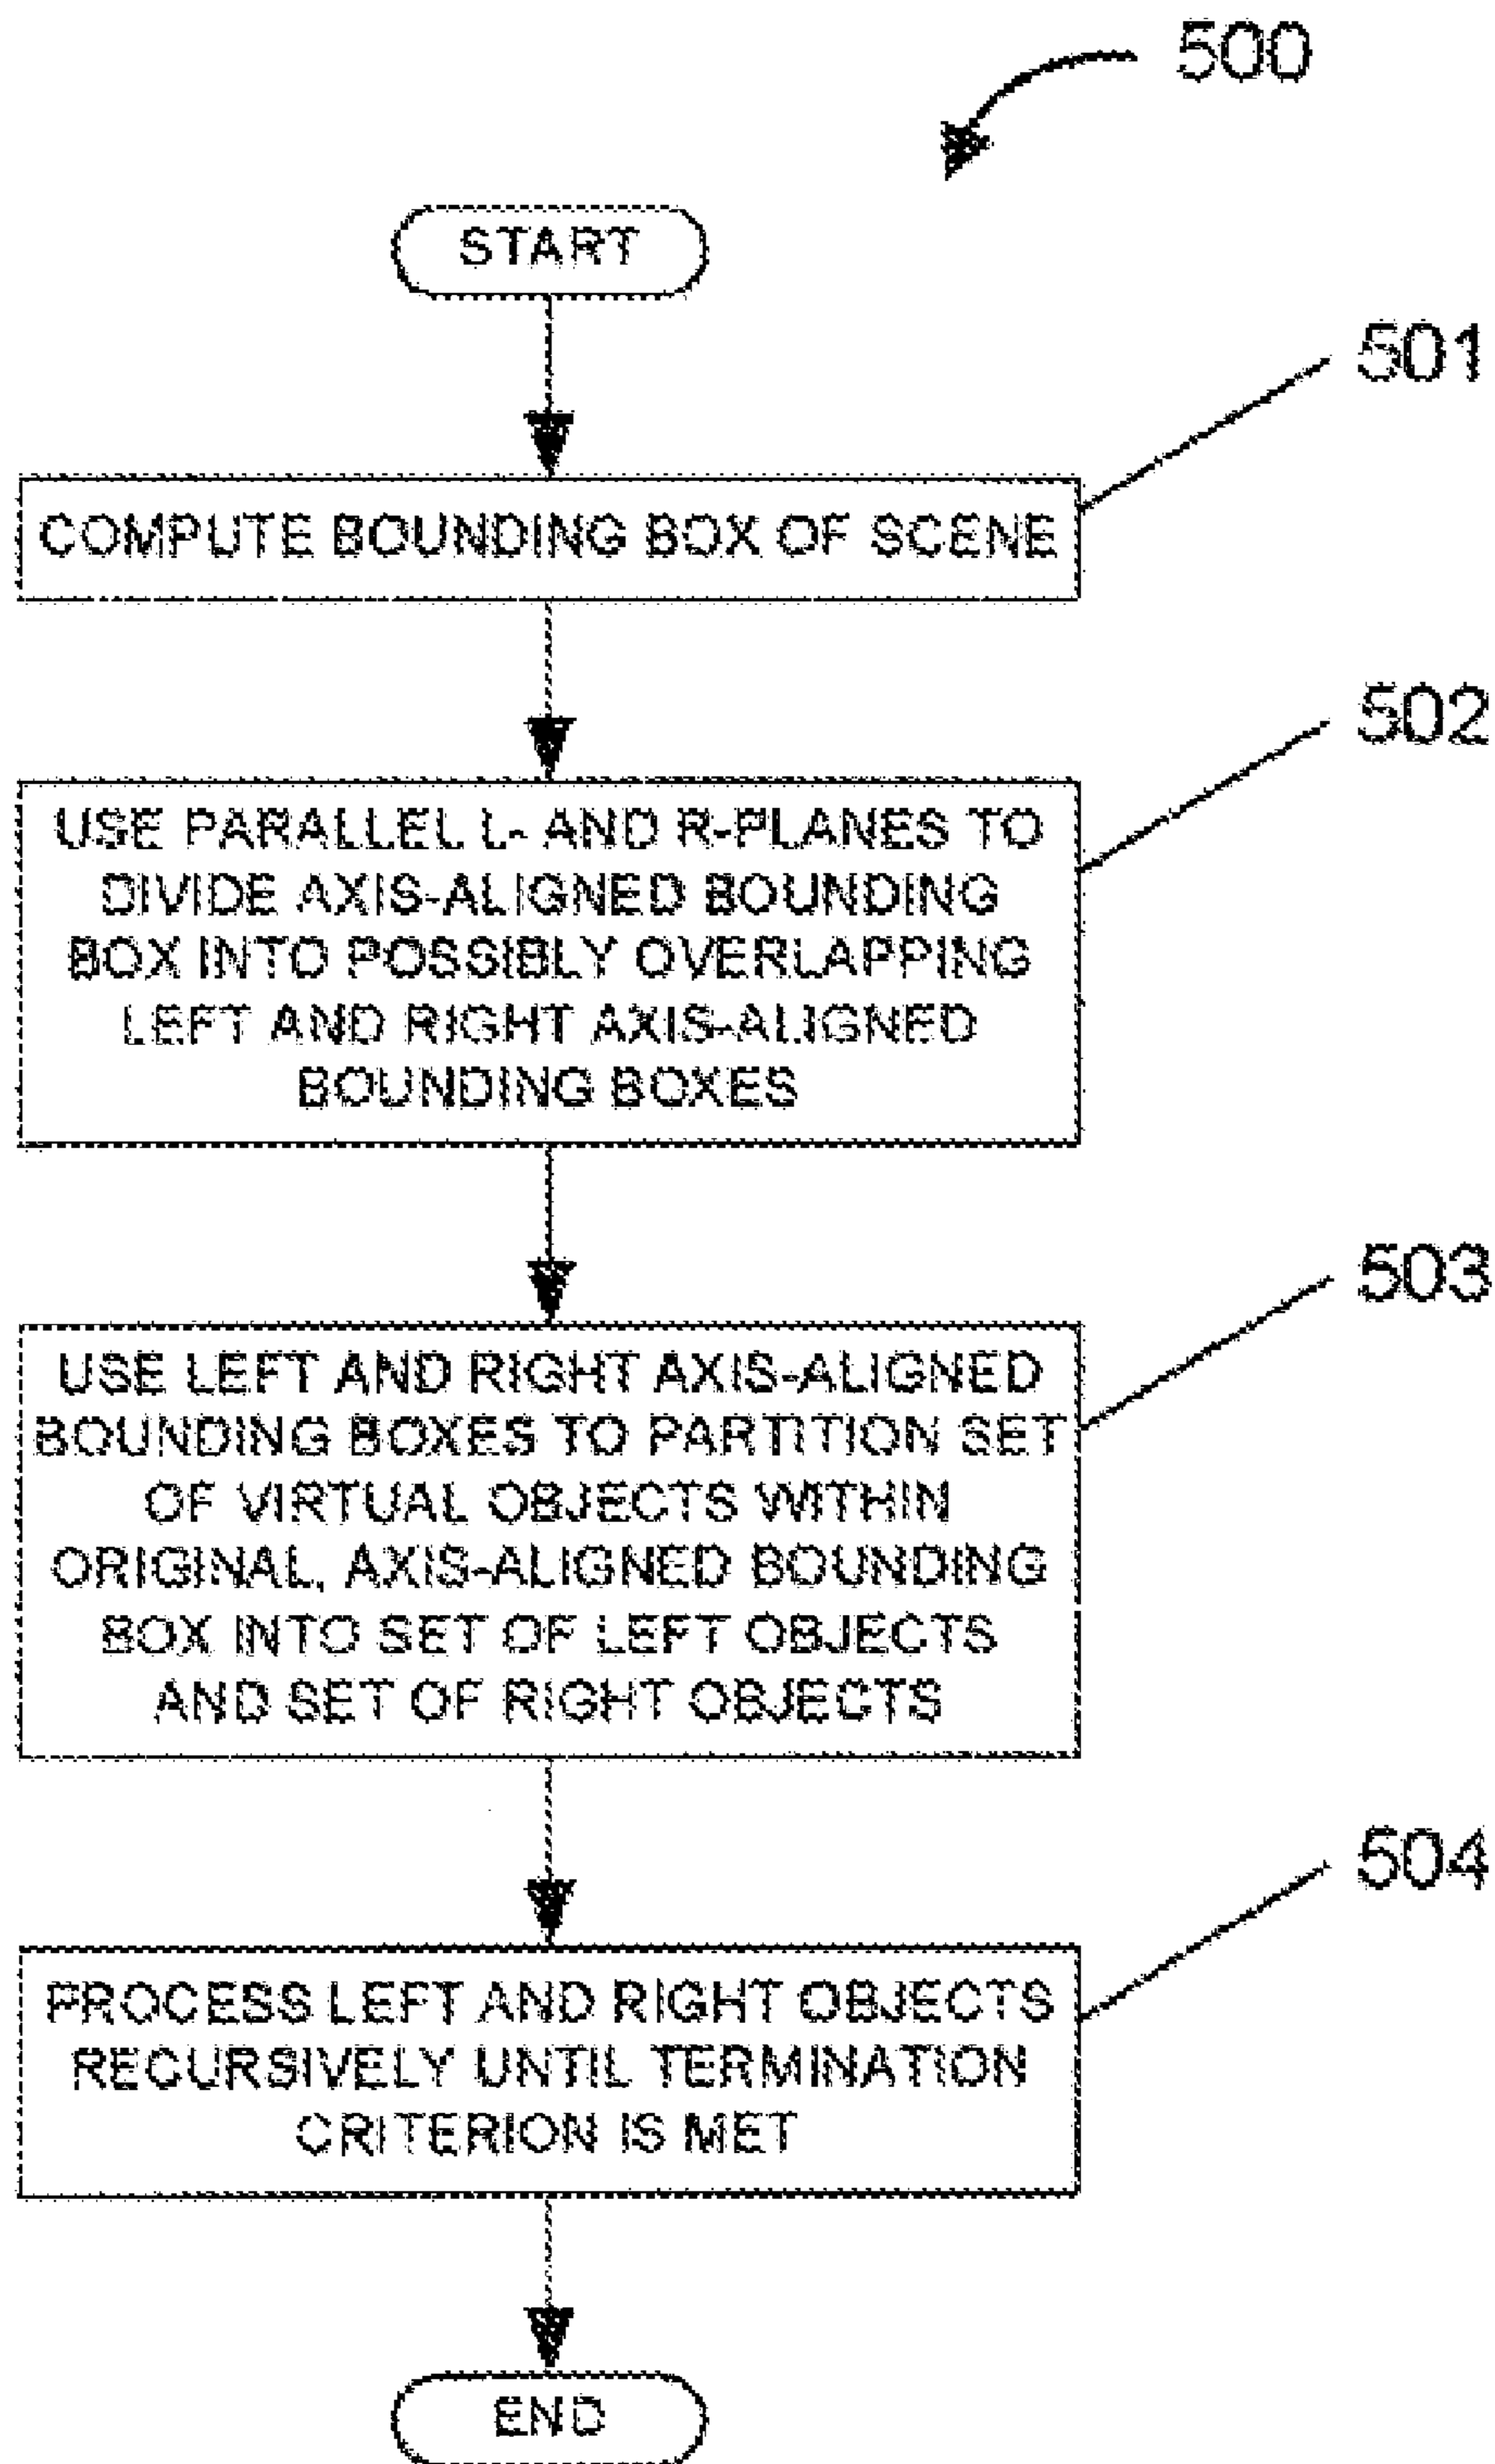 500
START
501
COMPUTE BOUNDING BOX OF SCENE
502
USE PARALLEL L- AND R-PLANES TO
DIVIDE AXIS-ALIGNED BOUNDING
BOX INTO POSSIBLY OVERLAPPING
LEFT AND RIGHT AXIS-ALIGNED
BOUNDING BOXES
503
USE LEFT AND RIGHT AXIS-ALIGNED
BOUNDING BOXES TO PARTITION SET
OF VIRTUAL OBJECTS WITHIN
ORIGINAL, AXIS-ALIGNED BOUNDING
BOX INTO SET OF LEFT OBJECTS
AND SET OF RIGHT OBJECTS
504
PROCESS LEFT AND RIGHT OBJECTS
RECURSIVELY UNTIL TERMINATION
CRITERION IS MET
END